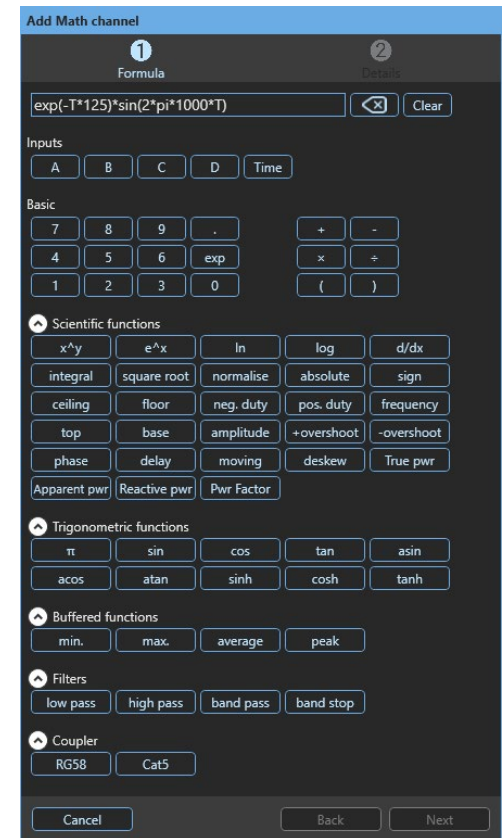 Add Math channel
1 2
Formula Details
exp(-T*125)*sin(2*pi*1000*T) Clear
Inputs
A B C D Time
Basic
7 8 9 . + -
4 5 6 exp × ÷
1 2 3 0 ( )
Scientific functions
x^y e^x ln log d/dx
integral square root normalise absolute sign
ceiling floor neg. duty pos. duty frequency
top base amplitude +overshoot -overshoot
phase delay moving deskew True pwr
Apparent pwr Reactive pwr Pwr Factor
Trigonometric functions
π sin cos tan asin
acos atan sinh cosh tanh
Buffered functions
min. max. average peak
Filters
low pass high pass band pass band stop
Coupler
RG58 Cat5
Cancel Back Next